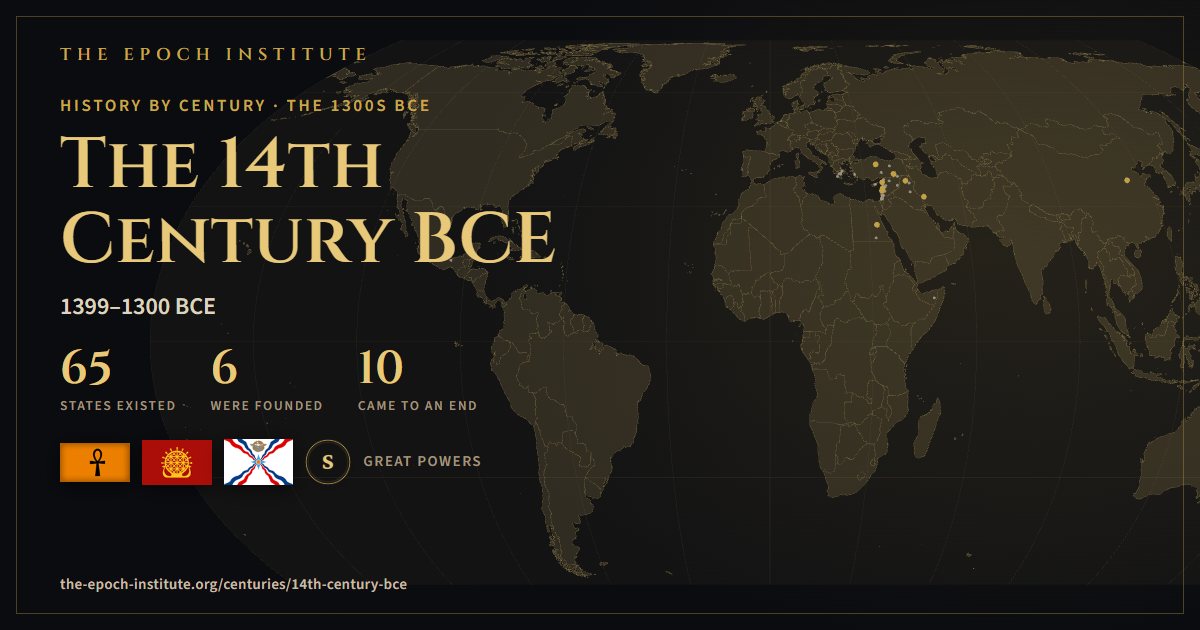 THE EPOCH INSTITUTE
HISTORY BY CENTURY · THE 1300S BCE
THE 14TH
CENTURY BCE
1399–1300 BCE
65 6 10
STATES EXISTED WERE FOUNDED CAME TO AN END
S GREAT POWERS
the-epoch-institute.org/centuries/14th-century-bce